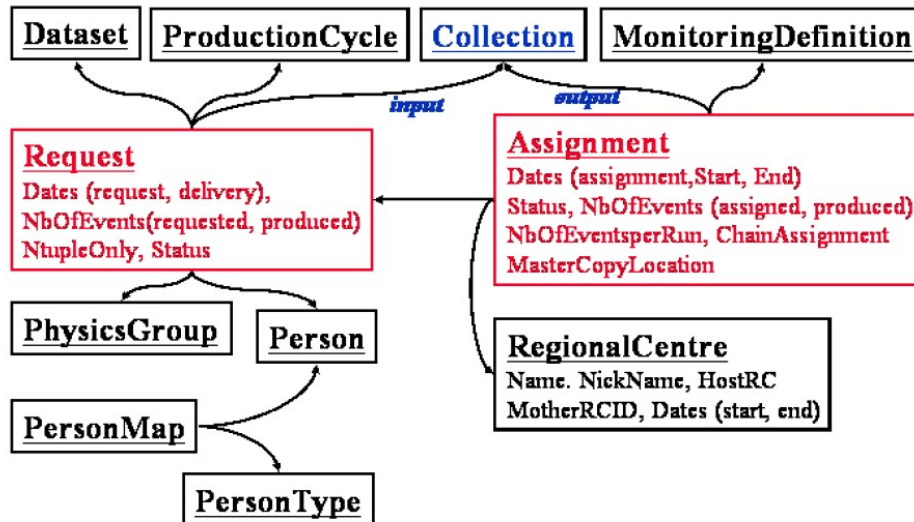 Dataset
ProductionCycle
Collection
MonitoringDefinition
input
output
Request
Dates (request, delivery),
NbOfEvents(requested, produced)
NtupleOnly, Status
Assignment
Dates (assignment,Start, End)
Status, NbOfEvents (assigned, produced)
NbOfEventsperRun, ChainAssignment
MasterCopyLocation
PhysicsGroup
Person
RegionalCentre
Name. NickName, HostRC
MotherRCID, Dates (start, end)
PersonMap
PersonType